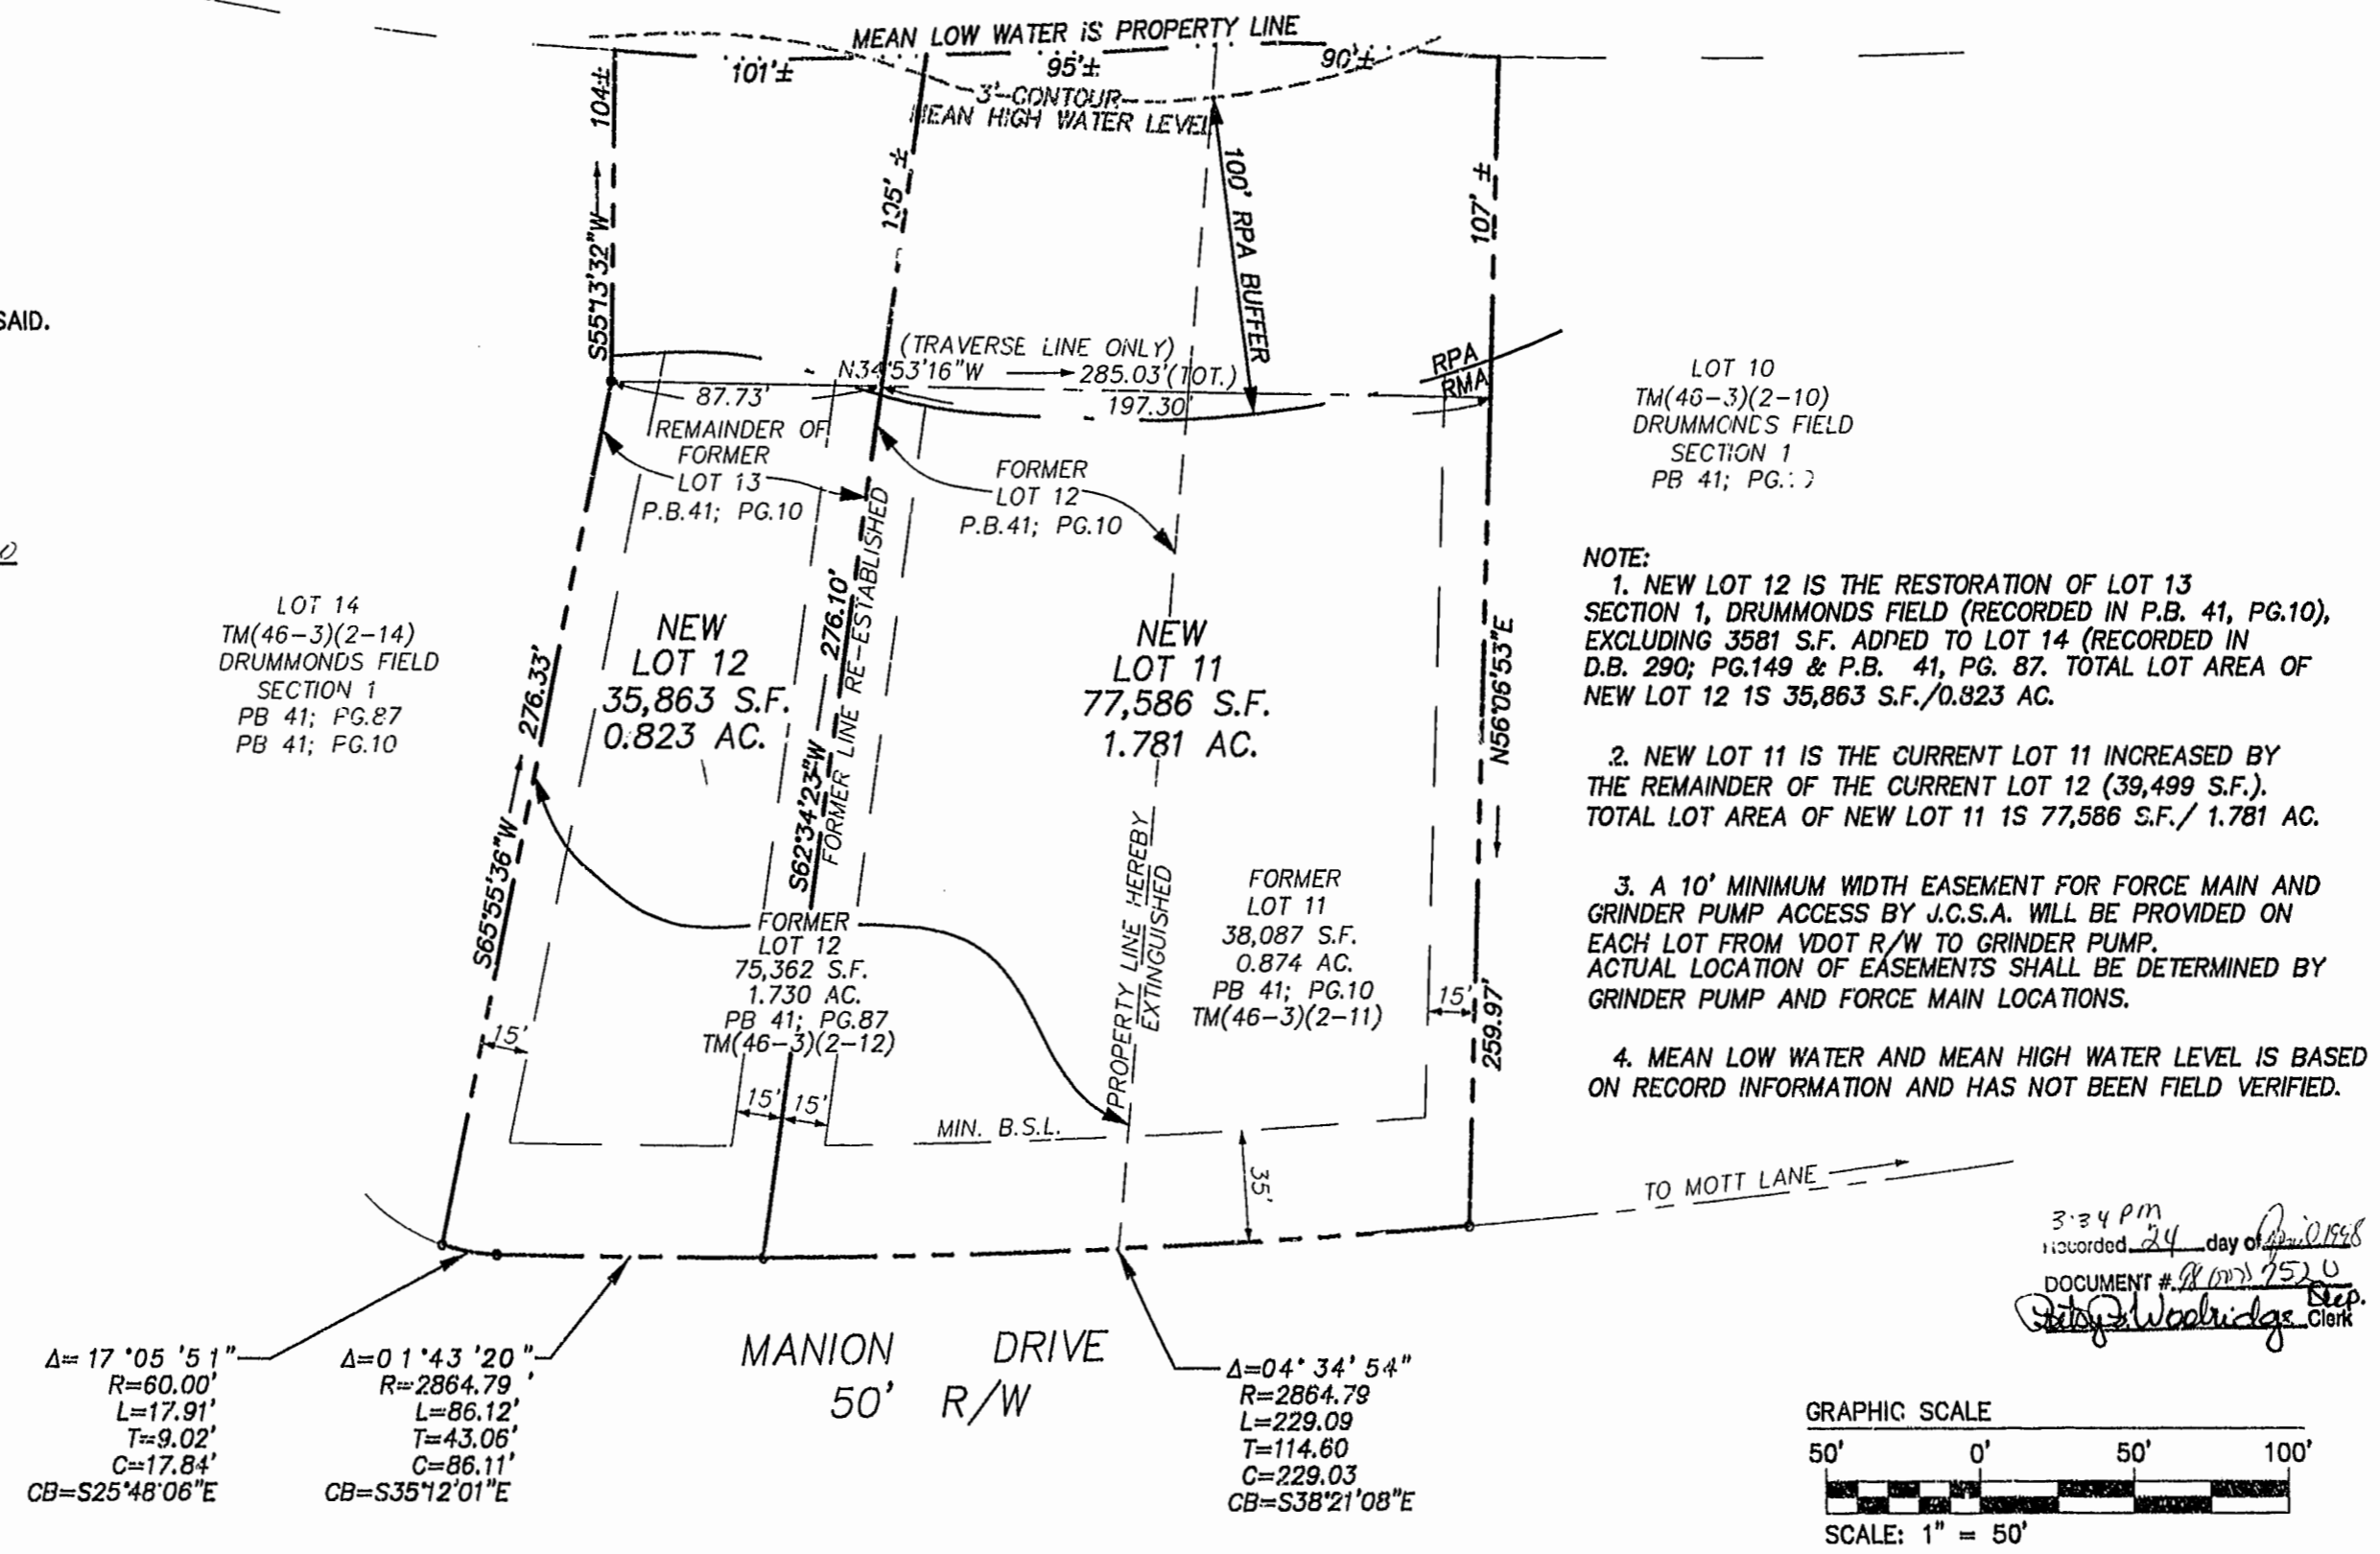 MEAN LOW WATER iS PROPERTY LINE
101'±
95'±
90'±
3'-CONTOUR
MEAN HIGH WATER LEVEL
104±
S55°13'32"W
105' ±
100' RPA BUFFER
107' ±
SAID.
(TRAVERSE LINE ONLY)
N34°53'16"W
285.03'(TOT.)
87.73'
197.30'
RPA
RMA
LOT 10
TM(46-3)(2-10)
DRUMMONDS FIELD
SECTION 1
PB 41; PG.
REMAINDER OF
FORMER
LOT 13
P.B.41; PG.10
FORMER
LOT 12
P.B.41; PG.10
LOT 14
TM(46-3)(2-14)
DRUMMONDS FIELD
SECTION 1
PB 41; PG.87
PB 41; PG.10
S65°55'36"W
276.33'
NEW
LOT 12
35,863 S.F.
0.823 AC.
S62°34'23"W
276.10'
FORMER LINE RE-ESTABLISHED
NEW
LOT 11
77,586 S.F.
1.781 AC.
N56°06'53"E
259.97'
PROPERTY LINE HEREBY
EXTINGUISHED
FORMER
LOT 12
75,362 S.F.
1.730 AC.
PB 41; PG.87
TM(46-3)(2-12)
FORMER
LOT 11
38,087 S.F.
0.874 AC.
PB 41; PG.10
TM(46-3)(2-11)
15'
15'
15'
15'
MIN. B.S.L.
35'
NOTE:
1. NEW LOT 12 IS THE RESTORATION OF LOT 13
SECTION 1, DRUMMONDS FIELD (RECORDED IN P.B. 41, PG.10),
EXCLUDING 3581 S.F. ADDED TO LOT 14 (RECORDED IN
D.B. 290; PG.149 & P.B. 41, PG. 87. TOTAL LOT AREA OF
NEW LOT 12 1S 35,863 S.F./0.823 AC.
2. NEW LOT 11 IS THE CURRENT LOT 11 INCREASED BY
THE REMAINDER OF THE CURRENT LOT 12 (39,499 S.F.).
TOTAL LOT AREA OF NEW LOT 11 1S 77,586 S.F./ 1.781 AC.
3. A 10' MINIMUM WIDTH EASEMENT FOR FORCE MAIN AND
GRINDER PUMP ACCESS BY J.C.S.A. WILL BE PROVIDED ON
EACH LOT FROM VDOT R/W TO GRINDER PUMP.
ACTUAL LOCATION OF EASEMENTS SHALL BE DETERMINED BY
GRINDER PUMP AND FORCE MAIN LOCATIONS.
4. MEAN LOW WATER AND MEAN HIGH WATER LEVEL IS BASED
ON RECORD INFORMATION AND HAS NOT BEEN FIELD VERIFIED.
TO MOTT LANE
3:34 PM
Recorded 24 day of April 1998
DOCUMENT #
Betsy B. Woolridge Dep.
Clerk
MANION DRIVE
50' R/W
Δ=17°05'51"
R=60.00'
L=17.91'
T=9.02'
C=17.84'
CB=S25°48'06"E
Δ=01°43'20"
R=2864.79'
L=86.12'
T=43.06'
C=86.11'
CB=S35°12'01"E
Δ=04°34'54"
R=2864.79
L=229.09
T=114.60
C=229.03
CB=S38°21'08"E
GRAPHIC SCALE
50' 0' 50' 100'
SCALE: 1" = 50'